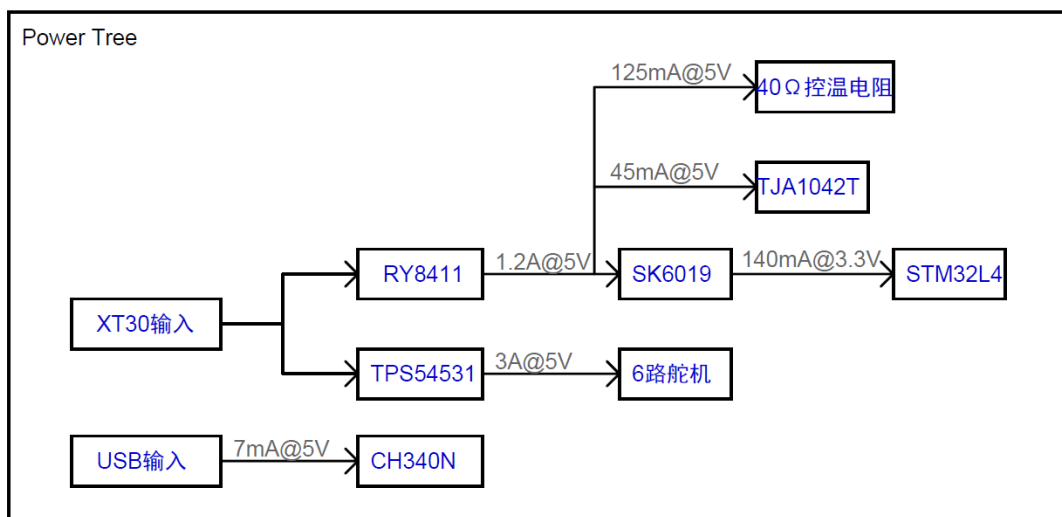 Power Tree
125mA@5V
40Ω控温电阻
45mA@5V
TJA1042T
RY8411
1.2A@5V
SK6019
140mA@3.3V
STM32L4
XT30输入
TPS54531
3A@5V
6路舵机
USB输入
7mA@5V
CH340N